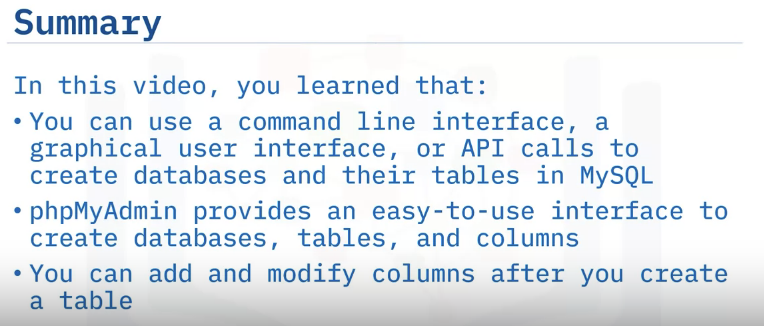 Summary
In this video, you learned that:
• You can use a command line interface, a
graphical user interface, or API calls to
create databases and their tables in MySQL
• phpMyAdmin provides an easy-to-use interface to
create databases, tables, and columns
• You can add and modify columns after you create
a table